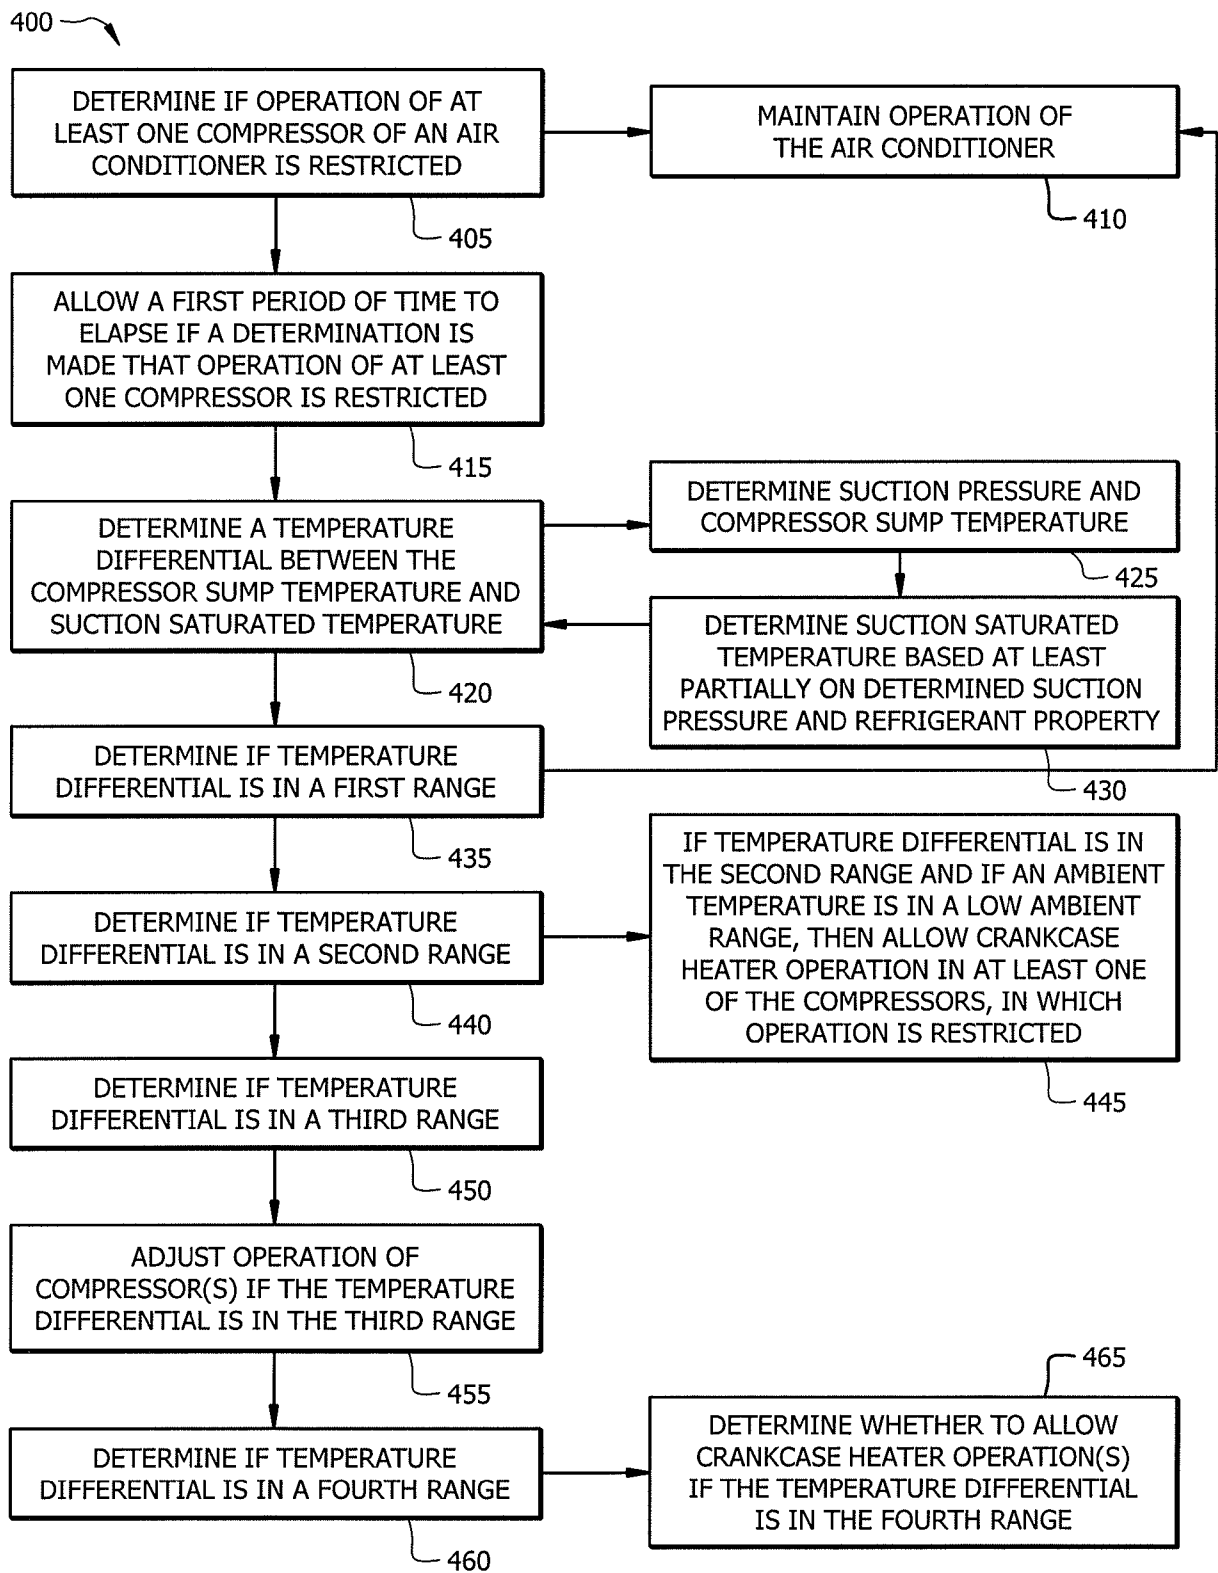 400
DETERMINE IF OPERATION OF AT
LEAST ONE COMPRESSOR OF AN AIR
CONDITIONER IS RESTRICTED
405
MAINTAIN OPERATION OF
THE AIR CONDITIONER
410
ALLOW A FIRST PERIOD OF TIME TO
ELAPSE IF A DETERMINATION IS
MADE THAT OPERATION OF AT LEAST
ONE COMPRESSOR IS RESTRICTED
415
DETERMINE A TEMPERATURE
DIFFERENTIAL BETWEEN THE
COMPRESSOR SUMP TEMPERATURE AND
SUCTION SATURATED TEMPERATURE
420
DETERMINE SUCTION PRESSURE AND
COMPRESSOR SUMP TEMPERATURE
425
DETERMINE SUCTION SATURATED
TEMPERATURE BASED AT LEAST
PARTIALLY ON DETERMINED SUCTION
PRESSURE AND REFRIGERANT PROPERTY
430
DETERMINE IF TEMPERATURE
DIFFERENTIAL IS IN A FIRST RANGE
435
DETERMINE IF TEMPERATURE
DIFFERENTIAL IS IN A SECOND RANGE
440
IF TEMPERATURE DIFFERENTIAL IS IN
THE SECOND RANGE AND IF AN AMBIENT
TEMPERATURE IS IN A LOW AMBIENT
RANGE, THEN ALLOW CRANKCASE
HEATER OPERATION IN AT LEAST ONE
OF THE COMPRESSORS, IN WHICH
OPERATION IS RESTRICTED
445
DETERMINE IF TEMPERATURE
DIFFERENTIAL IS IN A THIRD RANGE
450
ADJUST OPERATION OF
COMPRESSOR(S) IF THE TEMPERATURE
DIFFERENTIAL IS IN THE THIRD RANGE
455
DETERMINE IF TEMPERATURE
DIFFERENTIAL IS IN A FOURTH RANGE
460
465
DETERMINE WHETHER TO ALLOW
CRANKCASE HEATER OPERATION(S)
IF THE TEMPERATURE DIFFERENTIAL
IS IN THE FOURTH RANGE